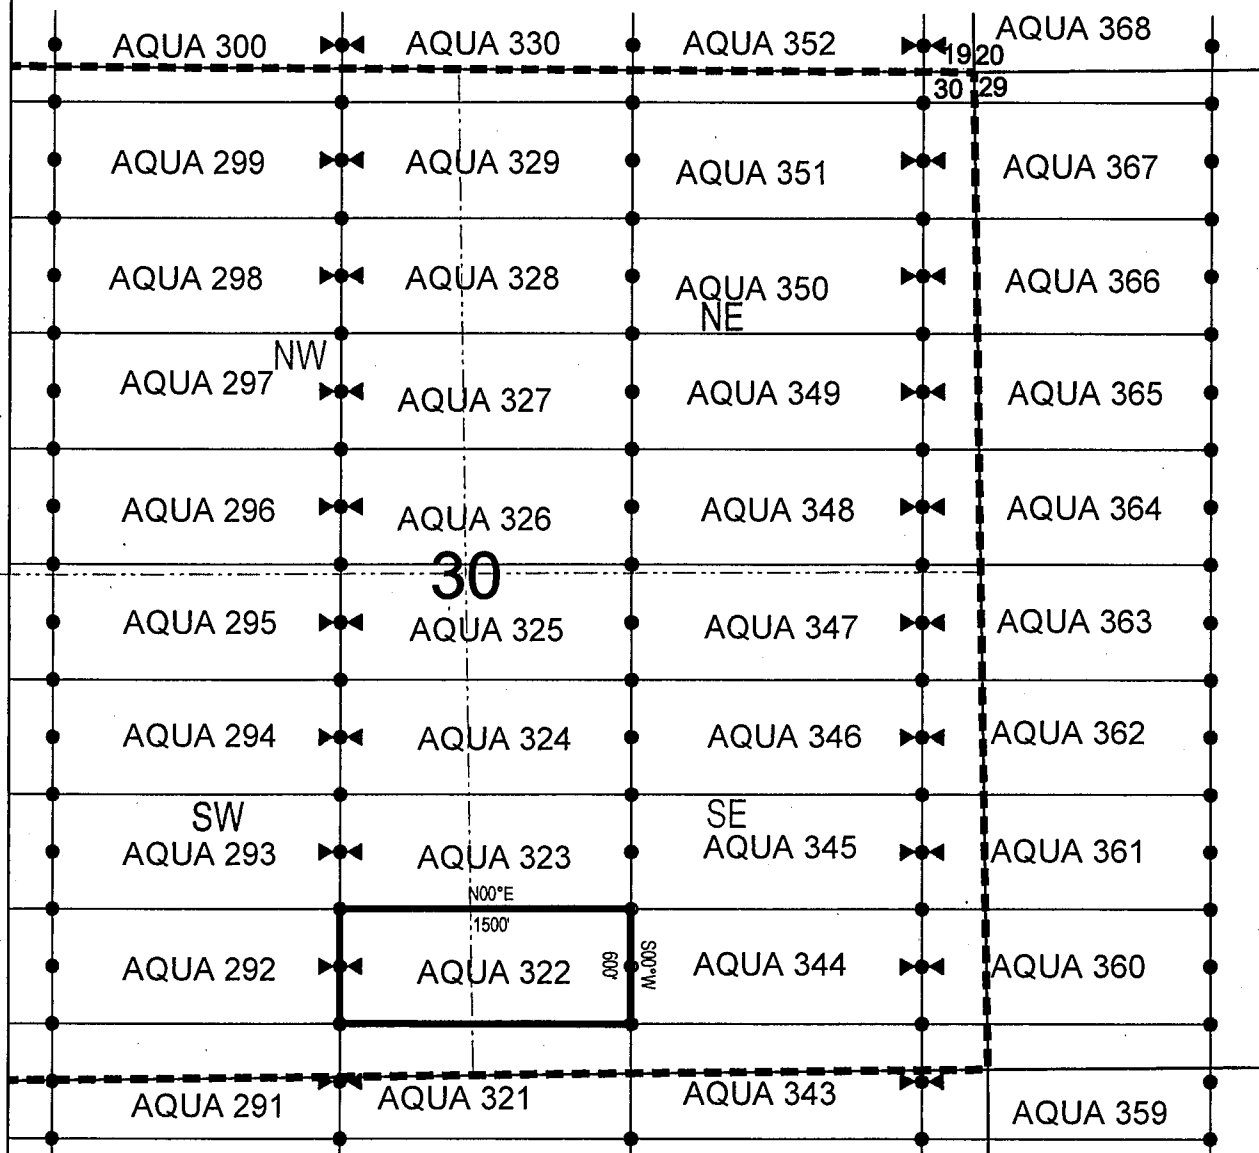 AQUA 300 AQUA 330 AQUA 352 AQUA 368
19 20
30 29
AQUA 299 AQUA 329 AQUA 351 AQUA 367
AQUA 298 AQUA 328 AQUA 350 AQUA 366
NE
NW
AQUA 297 AQUA 327 AQUA 349 AQUA 365
AQUA 296 AQUA 326 AQUA 348 AQUA 364
30
AQUA 295 AQUA 325 AQUA 347 AQUA 363
AQUA 294 AQUA 324 AQUA 346 AQUA 362
SW SE
AQUA 293 AQUA 323 AQUA 345 AQUA 361
N00°E
1500'
AQUA 292 AQUA 322 600' S00°W AQUA 344 AQUA 360
AQUA 291 AQUA 321 AQUA 343 AQUA 359